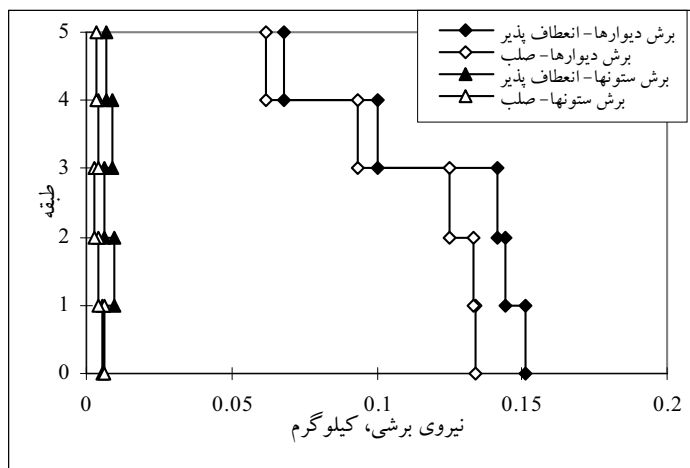 برش دیوارها- انعطاف پذیر
برش دیوارها- صلب
برش ستونها- انعطاف پذیر
برش ستونها- صلب
طبقه
5
4
3
2
1
0
0 0.05 0.1 0.15 0.2
نیروی برشی، کیلوگرم